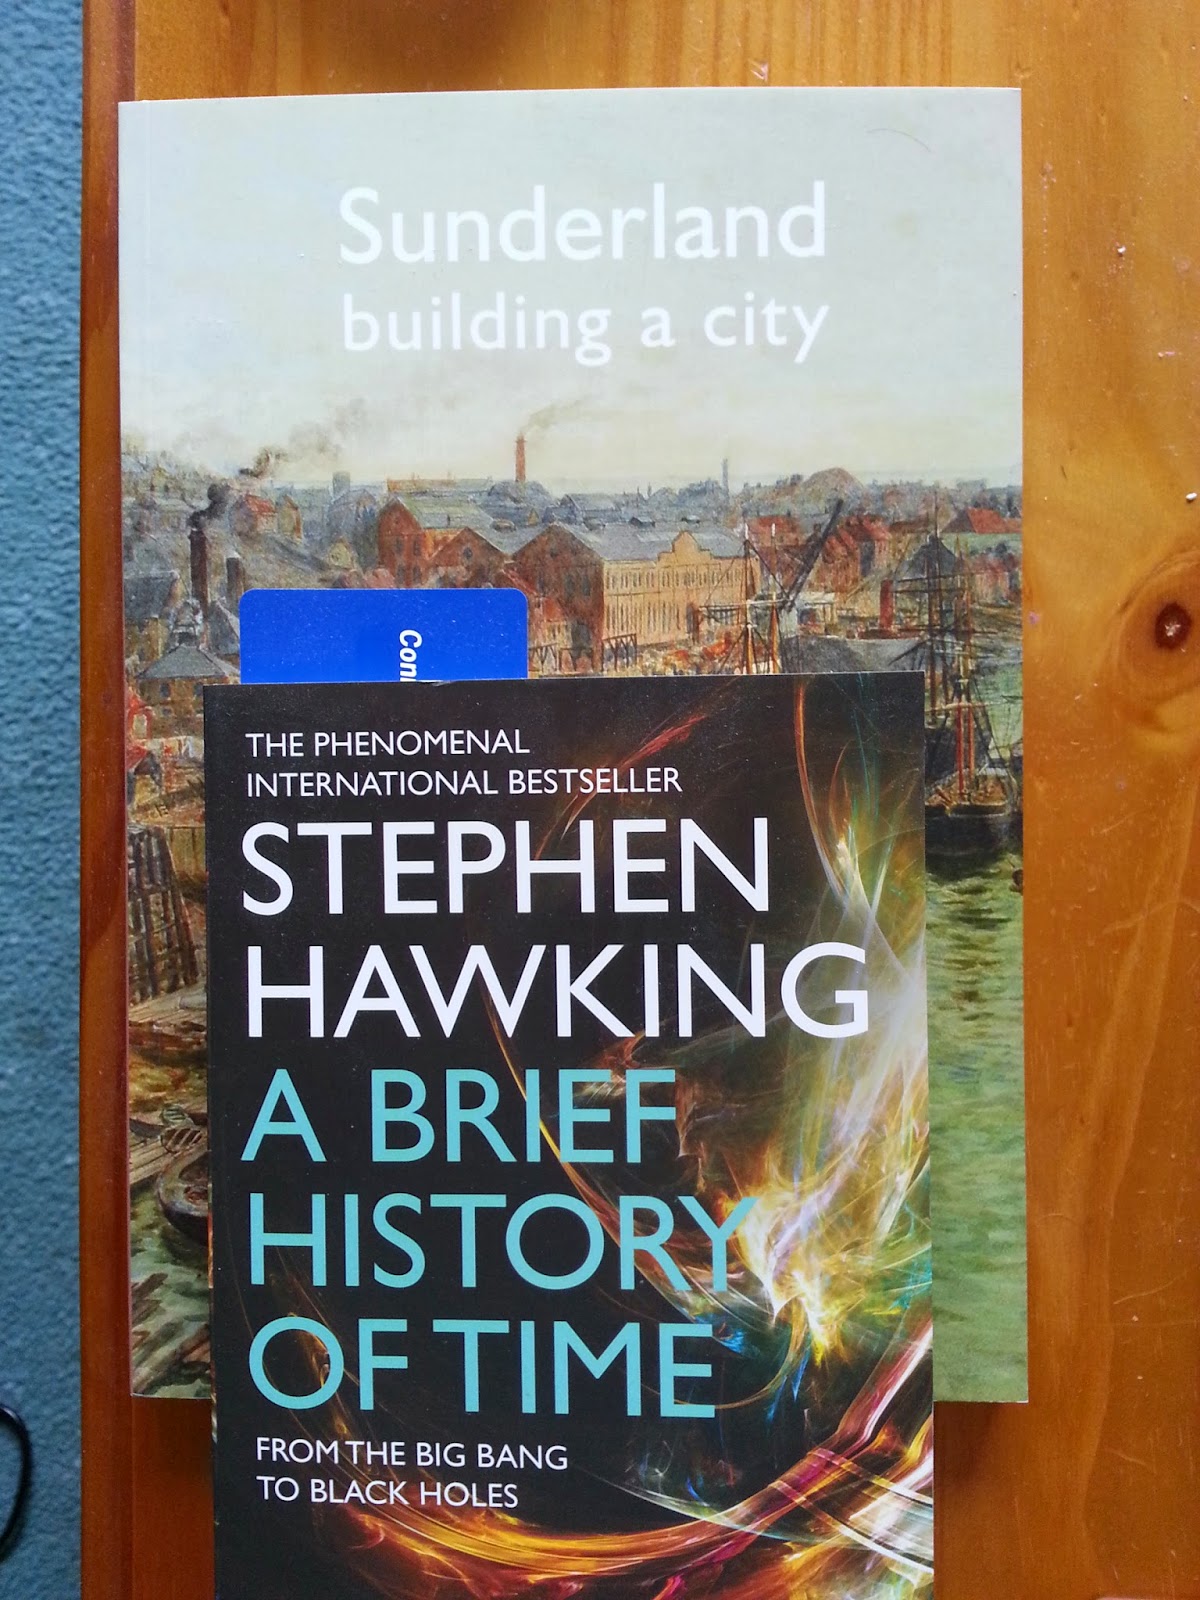 Sunderland
building a city
THE PHENOMENAL
INTERNATIONAL BESTSELLER
STEPHEN
HAWKING
A BRIEF
HISTORY
OF TIME
FROM THE BIG BANG
TO BLACK HOLES